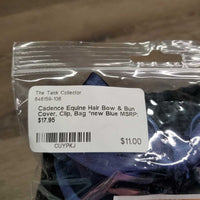 The Tack Collector
848159-106
Cadence Equine Hair Bow & Bun
Cover, Clip, Bag *new Blue MSRP:
$17.95
$11.00
CUYPKJ